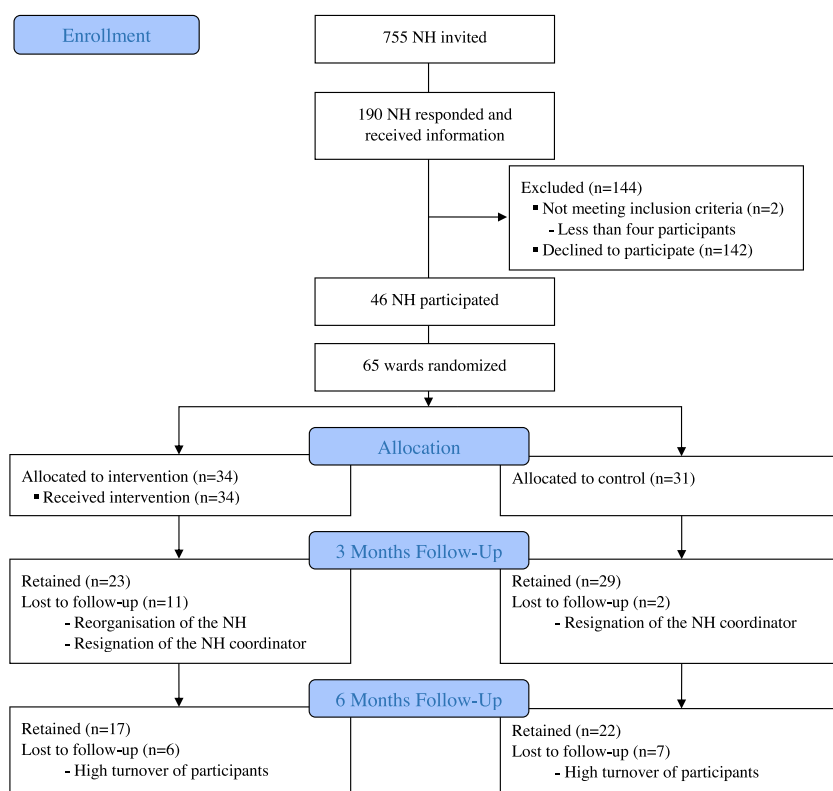 Enrollment
755 NH invited
190 NH responded and
received information
Excluded (n=144)
▪ Not meeting inclusion criteria (n=2)
- Less than four participants
▪ Declined to participate (n=142)
46 NH participated
65 wards randomized
Allocation
Allocated to intervention (n=34)
▪ Received intervention (n=34)
Allocated to control (n=31)
3 Months Follow-Up
Retained (n=23)
Lost to follow-up (n=11)
- Reorganisation of the NH
- Resignation of the NH coordinator
Retained (n=29)
Lost to follow-up (n=2)
- Resignation of the NH coordinator
6 Months Follow-Up
Retained (n=17)
Lost to follow-up (n=6)
- High turnover of participants
Retained (n=22)
Lost to follow-up (n=7)
- High turnover of participants